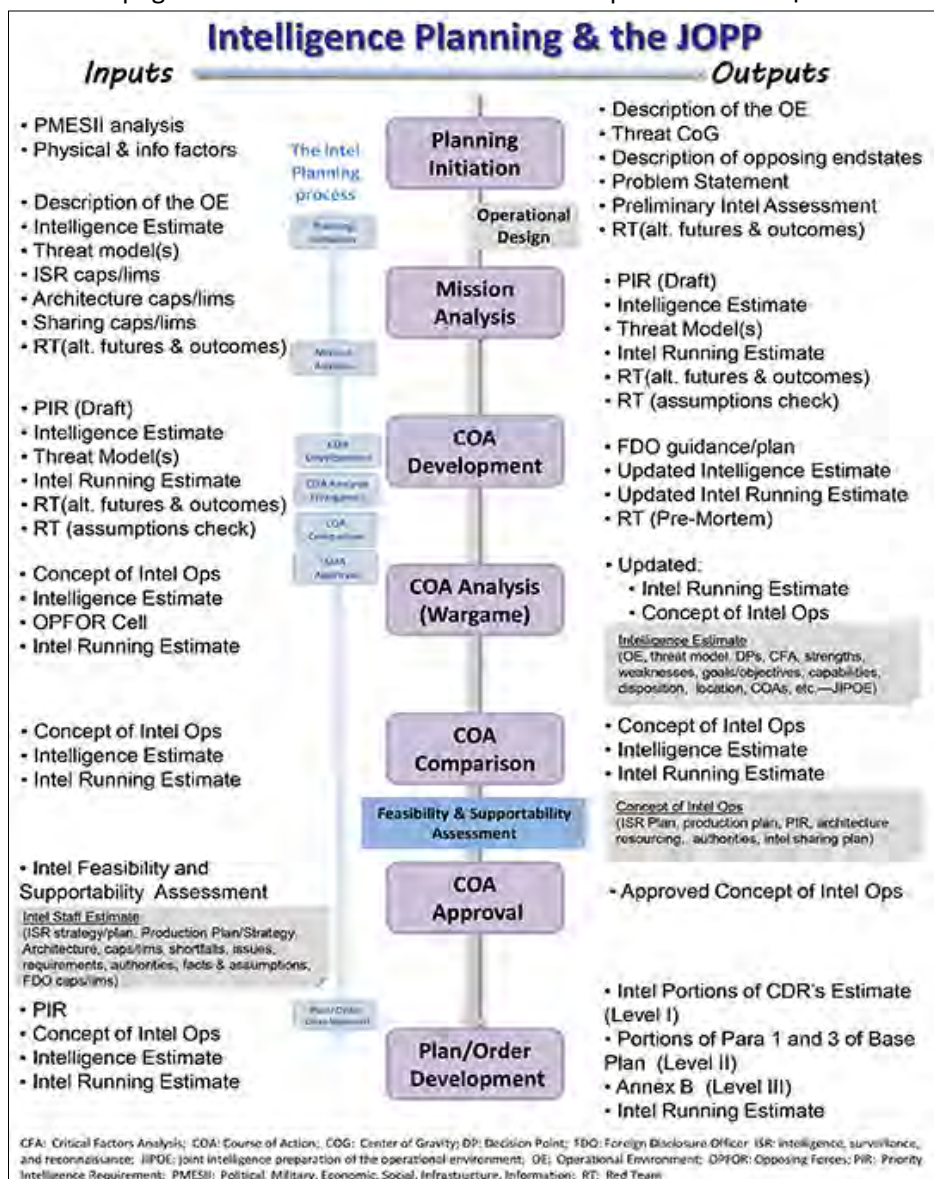 Intelligence Planning & the JOPP
Inputs
Outputs
• PMESII analysis
• Physical & info factors
The Intel
Planning
process
Planning
Initiation
• Description of the OE
• Threat CoG
• Description of opposing endstates
• Problem Statement
• Preliminary Intel Assessment
• RT(alt. futures & outcomes)
Operational
Design
• Description of the OE
• Intelligence Estimate
• Threat model(s)
• ISR caps/lims
• Architecture caps/lims
• Sharing caps/lims
• RT(alt. futures & outcomes)
Planning
Initiation
Mission
Analysis
Mission
Analysis
• PIR (Draft)
• Intelligence Estimate
• Threat Model(s)
• Intel Running Estimate
• RT(alt. futures & outcomes)
• RT (assumptions check)
• PIR (Draft)
• Intelligence Estimate
• Threat Model(s)
• Intel Running Estimate
• RT(alt. futures & outcomes)
• RT (assumptions check)
COA
Development
COA Analysis
COA
Comparison
COA
Approval
COA
Development
• FDO guidance/plan
• Updated Intelligence Estimate
• Updated Intel Running Estimate
• RT (Pre-Mortem)
• Concept of Intel Ops
• Intelligence Estimate
• OPFOR Cell
• Intel Running Estimate
COA Analysis
(Wargame)
• Updated:
• Intel Running Estimate
• Concept of Intel Ops
Intelligence Estimate
(OE, threat model, DPs, CFA, strengths,
weaknesses, goals/objectives, capabilities,
disposition, location, COAs, etc.—JIPOE)
• Concept of Intel Ops
• Intelligence Estimate
• Intel Running Estimate
COA
Comparison
• Concept of Intel Ops
• Intelligence Estimate
• Intel Running Estimate
Feasibility & Supportability
Assessment
Concept of Intel Ops
(ISR Plan, production plan, PIR, architecture
resourcing, authorities, intel sharing plan)
• Intel Feasibility and
Supportability Assessment
Intel Staff Estimate
(ISR strategy/plan, Production Plan/Strategy,
Architecture, caps/lims, shortfalls, issues,
requirements, authorities, facts & assumptions,
FDO caps/lims)
COA
Approval
• Approved Concept of Intel Ops
• PIR
• Concept of Intel Ops
• Intelligence Estimate
• Intel Running Estimate
Plan/Order
Development
Plan/Order
Development
• Intel Portions of CDR's Estimate
(Level I)
• Portions of Para 1 and 3 of Base
Plan (Level II)
• Annex B (Level III)
• Intel Running Estimate
CFA: Critical Factors Analysis; COA: Course of Action; COG: Center of Gravity; DP: Decision Point; FDO: Foreign Disclosure Officer ISR: intelligence, surveillance,
and reconnaissance; JIPOE: joint intelligence preparation of the operational environment; OE: Operational Environment; OPFOR: Opposing Forces; PIR: Priority
Intelligence Requirement; PMESII: Political, Military, Economic, Social, Infrastructure, Information; RT: Red Team